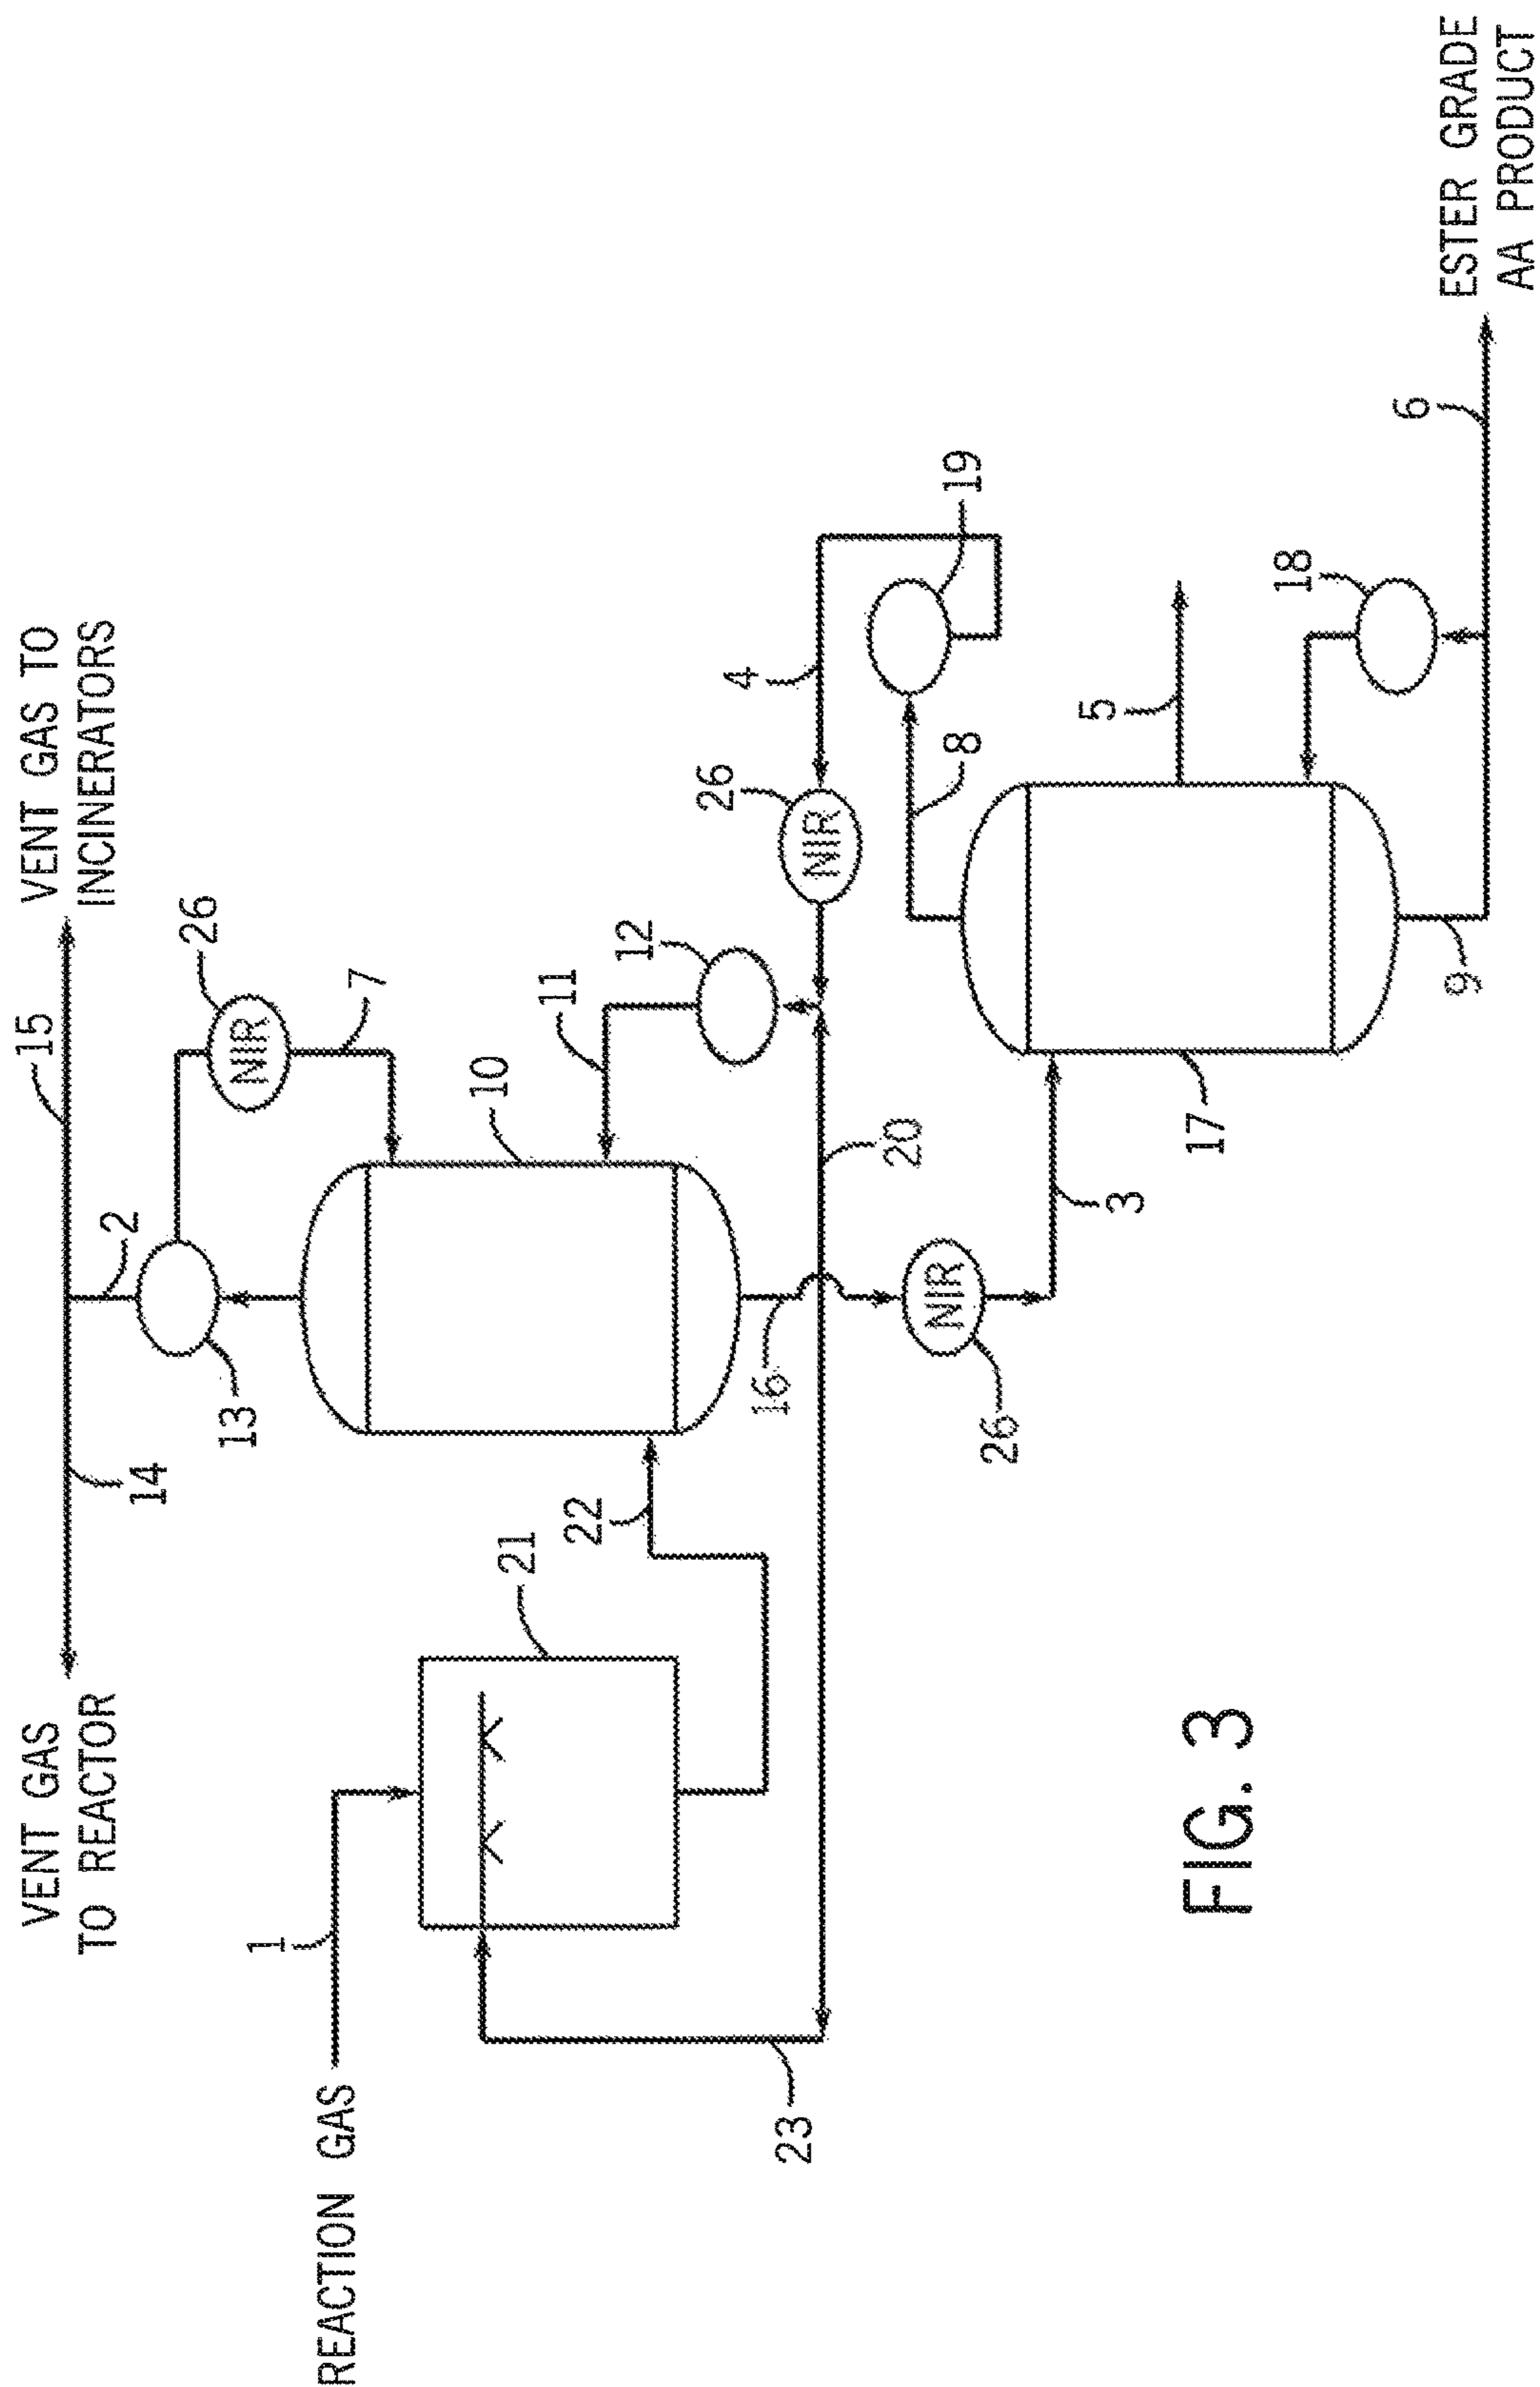 VENT GAS
TO REACTOR
VENT GAS TO
INCINERATORS
14
15
2
13
26
NIR
7
REACTION GAS
1
21
22
10
11
12
16
23
20
26
NIR
4
19
8
26
NIR
3
17
5
18
9
6
ESTER GRADE
AA PRODUCT
FIG. 3